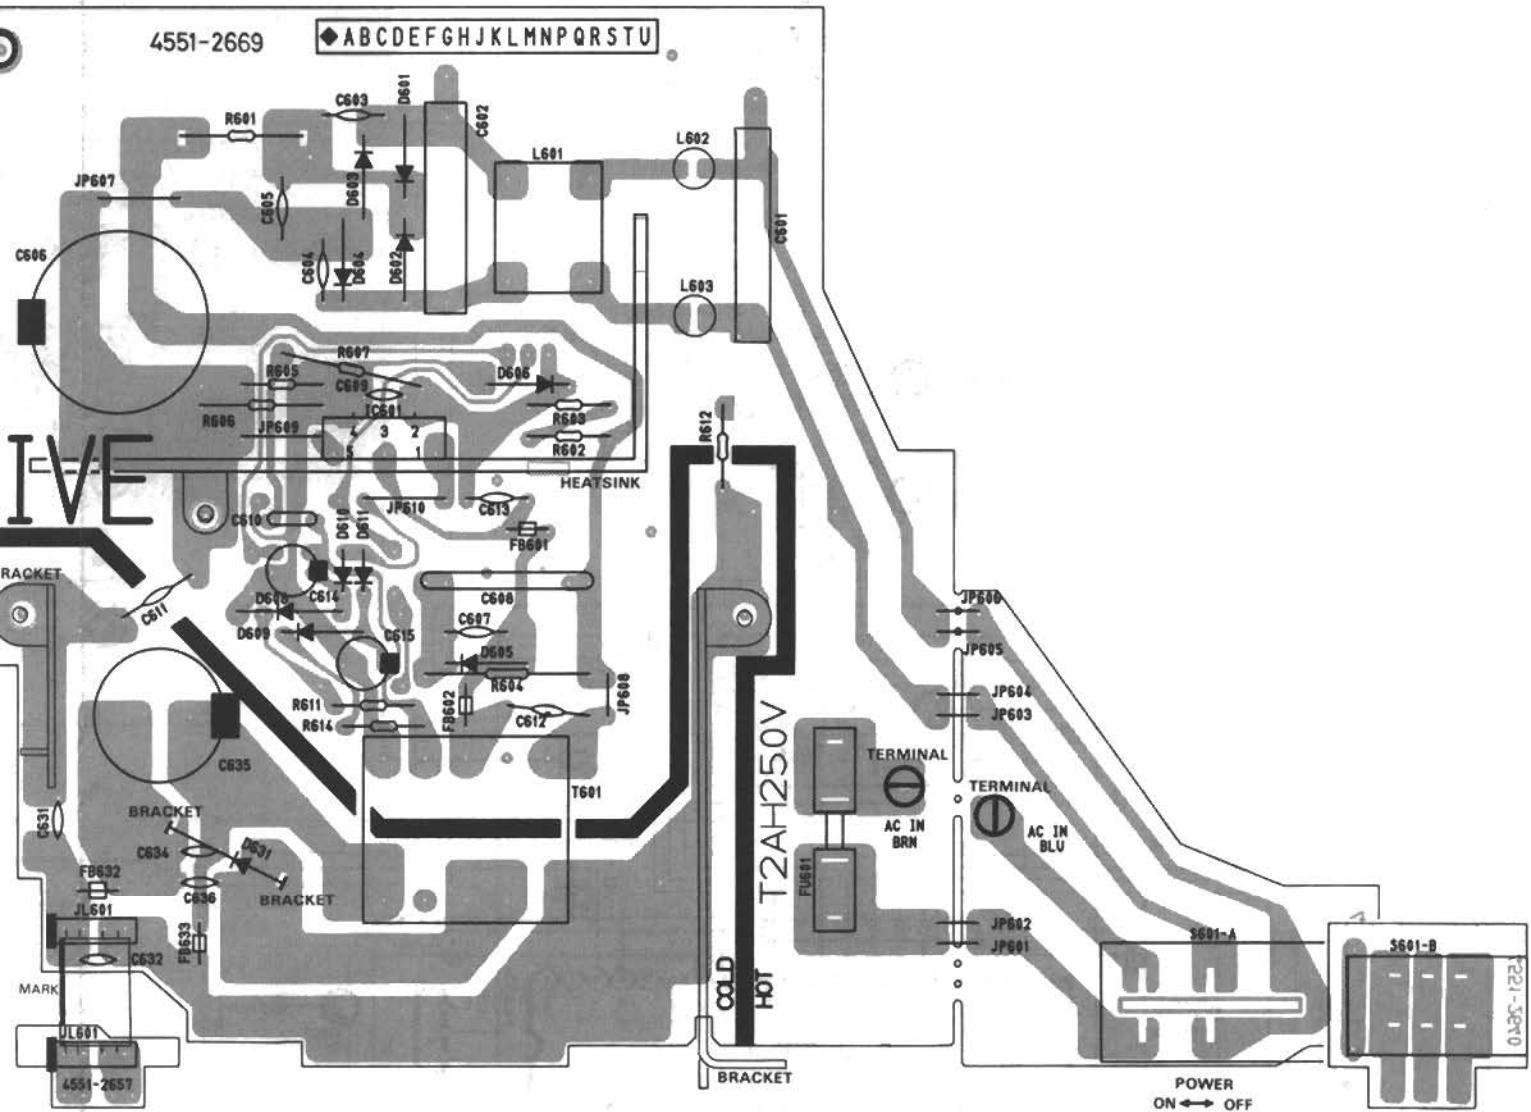 4551-2669
◆ABCDEFGHJKLMNPQRSTU
D601
C603
C602
R601
L602
L601
JP607
D603
C605
C601
C606
C604
D604
D602
L603
R607
R605
D606
C609
IC601
R606
R603
R612
JP609
4 3 2
R602
5 1
IVE
HEATSINK
JP610
C613
C610
D610
D611
FB601
RACKET
C611
D608
C614
C608
JP606
C607
D609
C615
D605
JP605
R604
JP604
R611
FB602
C612
JP608
JP603
R614
T2AH250V
TERMINAL
C635
TERMINAL
T601
BRACKET
C631
AC IN
BRN
AC IN
BLU
C634
D631
FB632
FU601
C636
BRACKET
JL601
JP602
FB633
S601-A
S601-B
JP601
C632
MARK
COLD
HOT
4551-2640
JL601
4551-2657
BRACKET
POWER
ON ↔ OFF